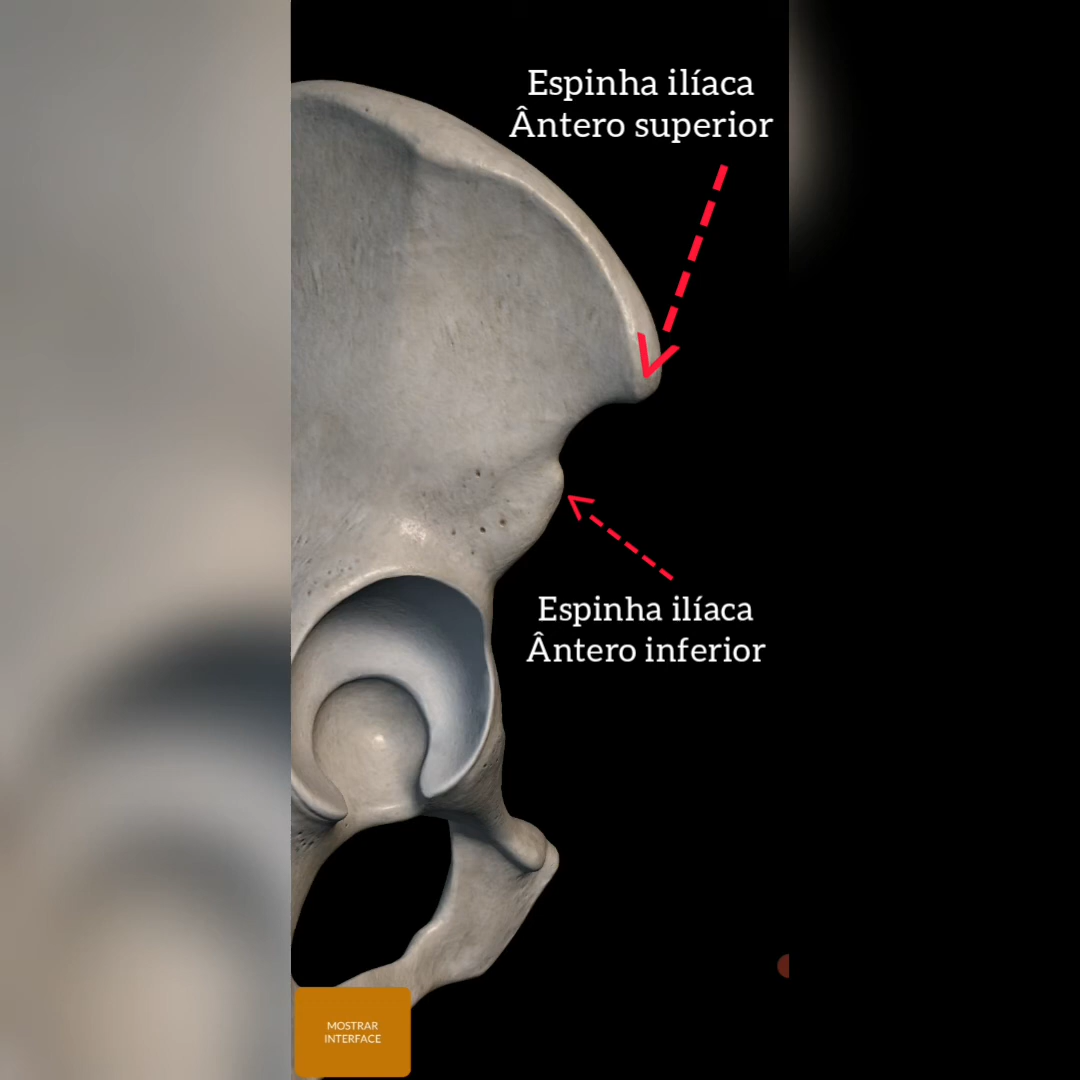 Espinha ilíaca
Ântero superior
Espinha ilíaca
Ântero inferior
MOSTRAR
INTERFACE